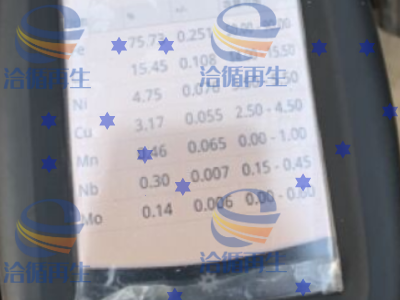 % +/-
Fe 75.73 0.251
15.45 0.108
Ni 4.75 0.070
Cu 3.17 0.055 2.50 - 4.50
Mn 0.46 0.065 0.00 - 1.00
Nb 0.30 0.007 0.15 - 0.45
Mo 0.14 0.006
洽循再生
洽循再生
洽循再生
洽循再生